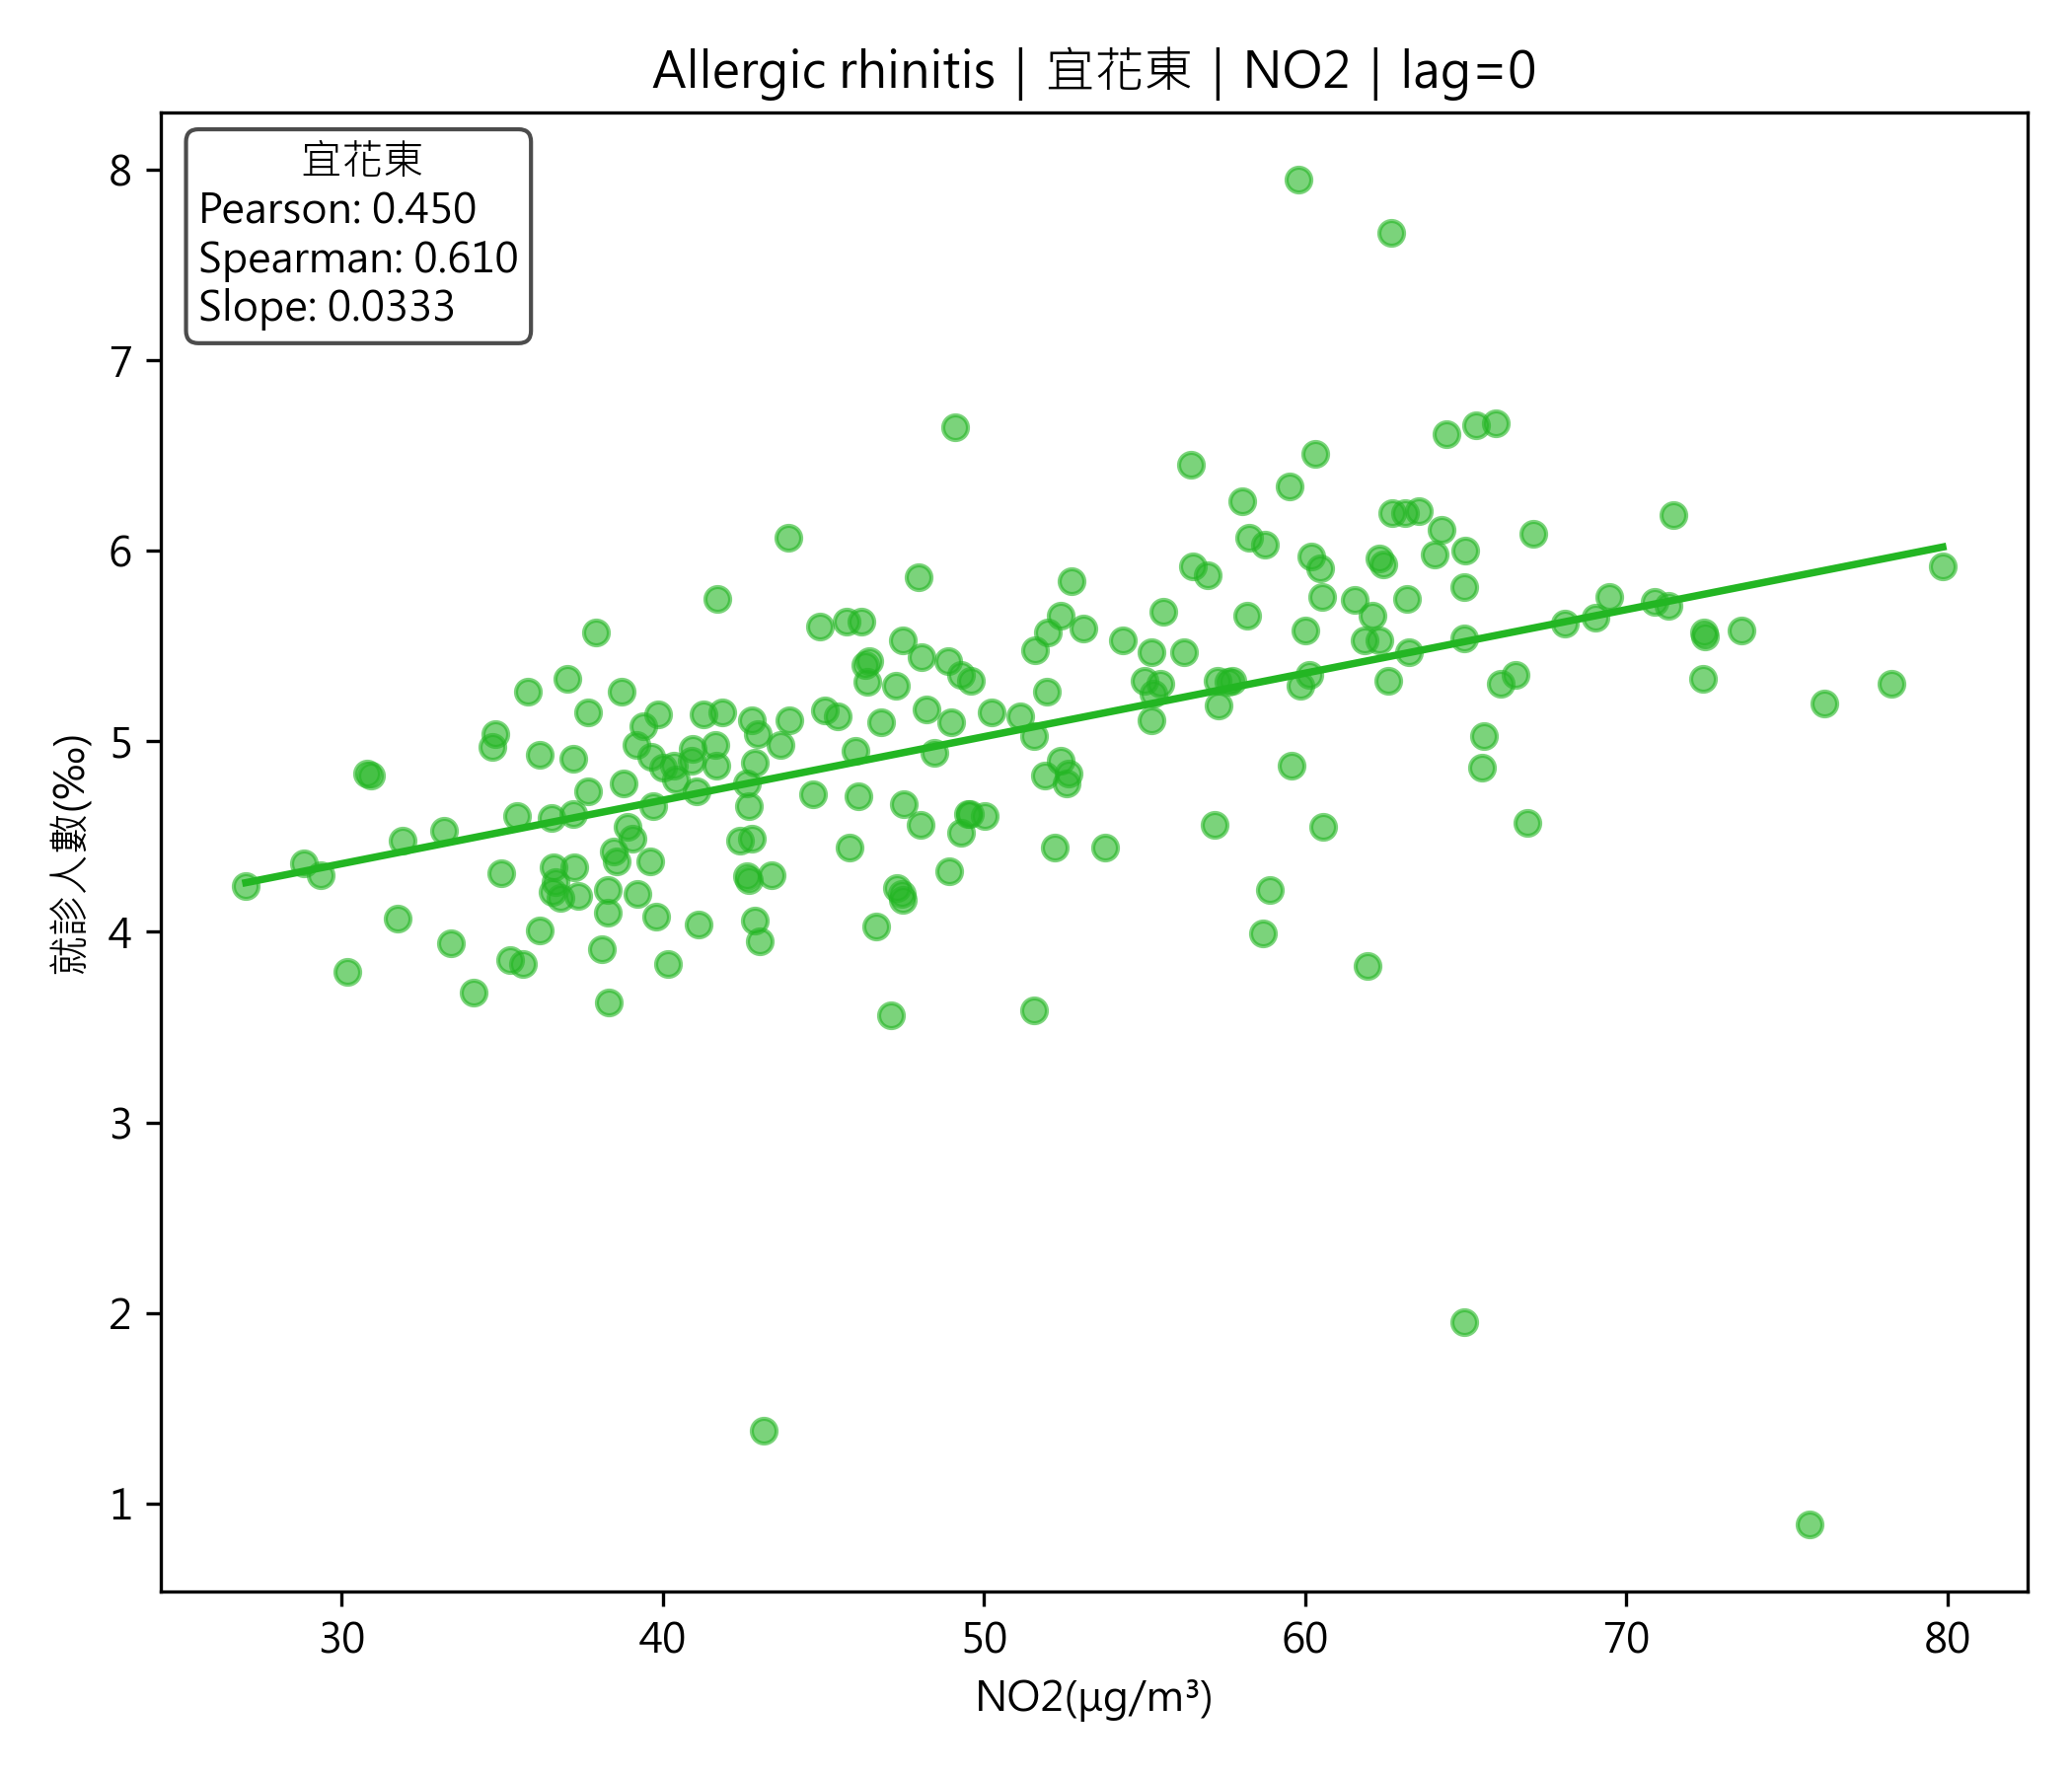 Allergic rhinitis | 宜花東 | NO2 | lag=0
宜花東
Pearson: 0.450
Spearman: 0.610
Slope: 0.0333
8
7
6
5
4
3
2
1
就診人數(‰)
30 40 50 60 70 80
NO2(µg/m³)